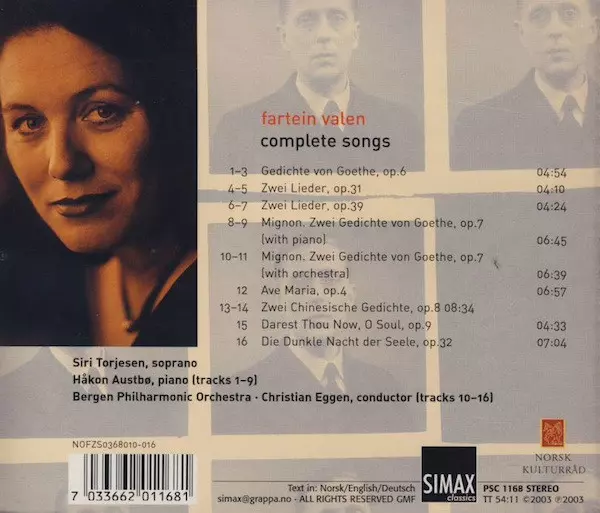 fartein valen
complete songs
1–3 Gedichte von Goethe, op.6 04:54
4–5 Zwei Lieder, op.31 04:10
6–7 Zwei Lieder, op.39 04:24
8–9 Mignon. Zwei Gedichte von Goethe, op.7
(with piano) 06:45
10–11 Mignon. Zwei Gedichte von Goethe, op.7
(with orchestra) 06:39
12 Ave Maria, op.4 06:57
13–14 Zwei Chinesische Gedichte, op.8 08:34
15 Darest Thou Now, O Soul, op.9 04:33
16 Die Dunkle Nacht der Seele, op.32 07:04
Siri Torjesen, soprano
Håkon Austbø, piano (tracks 1–9)
Bergen Philharmonic Orchestra · Christian Eggen, conductor (tracks 10–16)
NOFZS0368010-016
7 033662 011681
Text in: Norsk/English/Deutsch
simax@grappa.no - ALL RIGHTS RESERVED GMF
SIMAX
classics
NORSK
KULTURRÅD
PSC 1168 STEREO
TT 54:11 ©2003 ℗2003